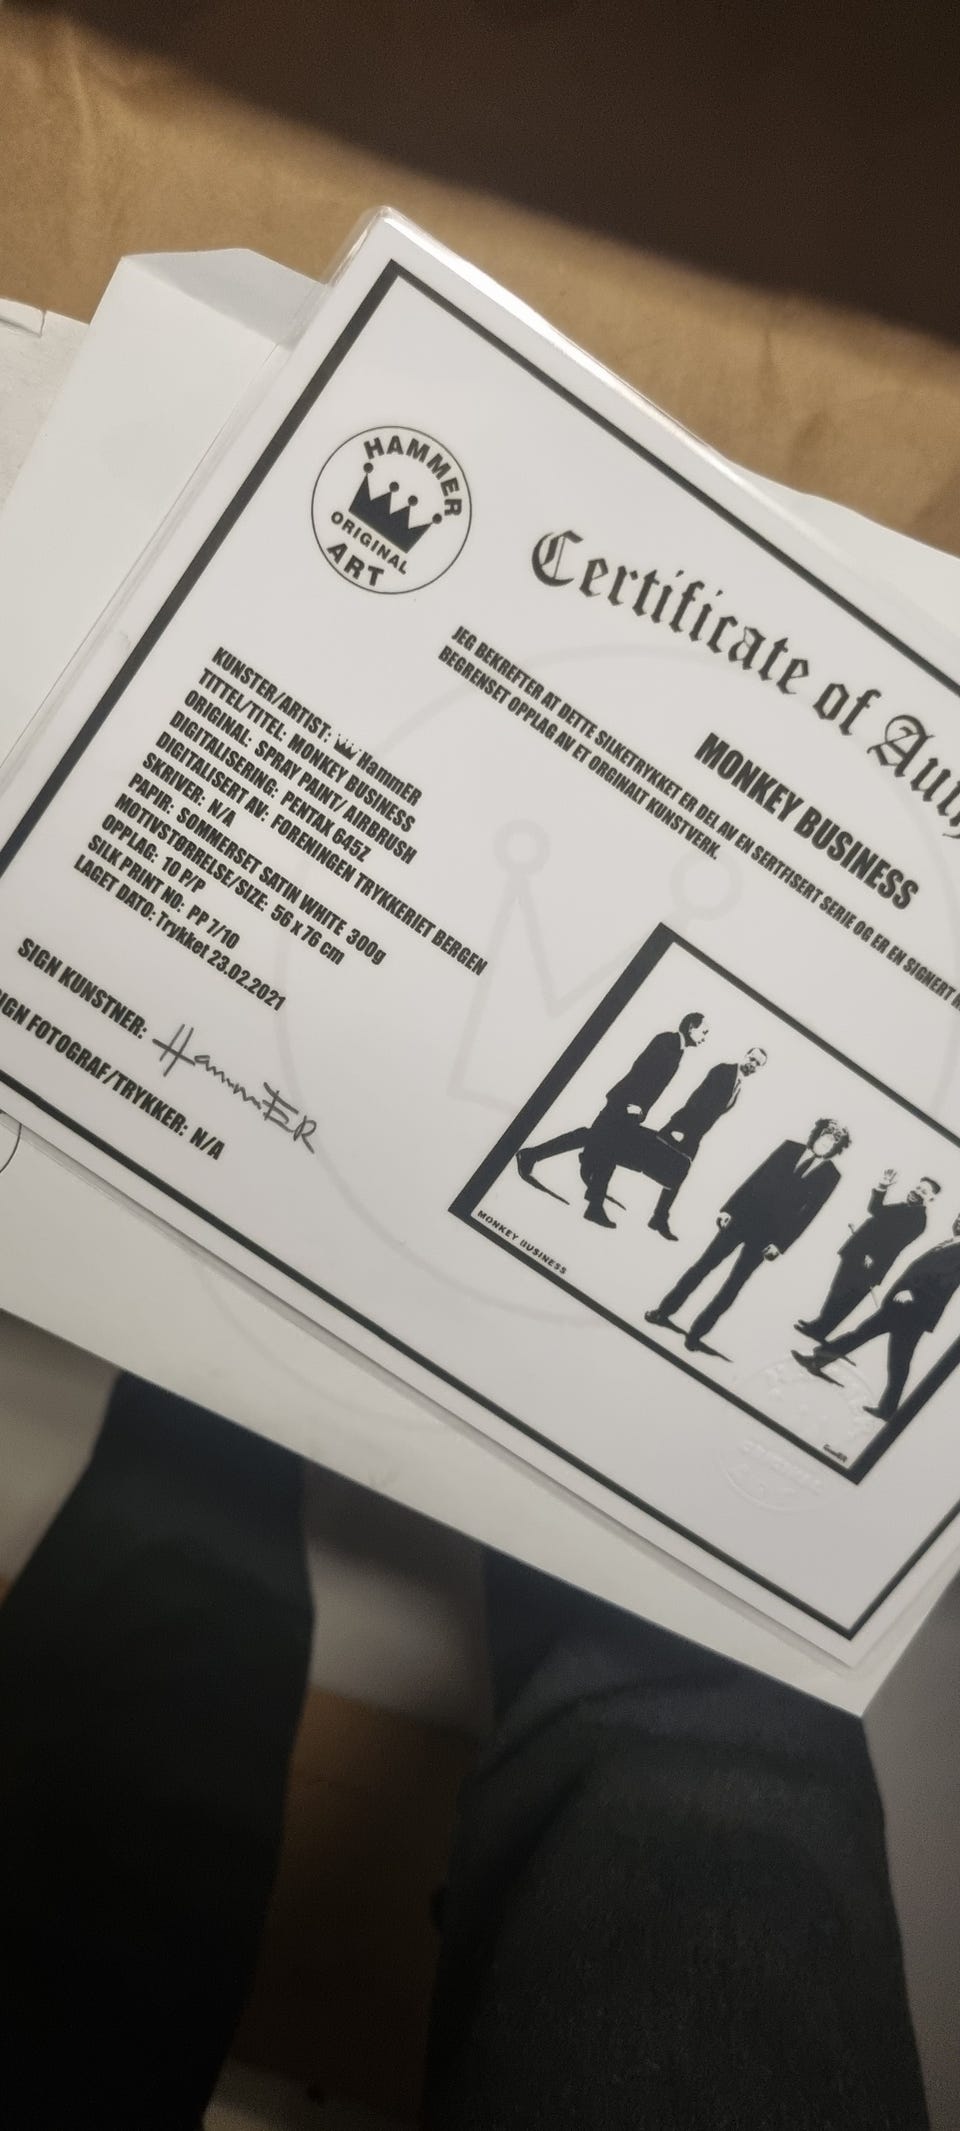 HAMMER
ORIGINAL
ART
Certificate of
MONKEY BUSINESS
JEG BEKREFTER AT DETTE SILKETRYKKET ER DEL AV EN SERTFISERT SERIE OG ER EN SIGNERT
BEGRENSET OPPLAG AV ET ORGINALT KUNSTVERK.
KUNSTER/ARTIST: HammER
TITTEL/TITEL: MONKEY BUSINESS
ORIGINAL: SPRAY PAINT/ AIRBRUSH
DIGITALISERING: PENTAX 645Z
DIGITALISERT AV: FORENINGEN TRYKKERIET BERGEN
SKRIVER: N/A
PAPIR: SOMMERSET SATIN WHITE 300g
MOTIVSTØRRELSE/SIZE: 56 x 76 cm
OPPLAG: 10 P/P
SILK PRINT NO: PP 7/10
LAGET DATO: Trykket 23.02.2021
SIGN KUNSTNER: HammER
SIGN FOTOGRAF/TRYKKER: N/A
MONKEY BUSINESS